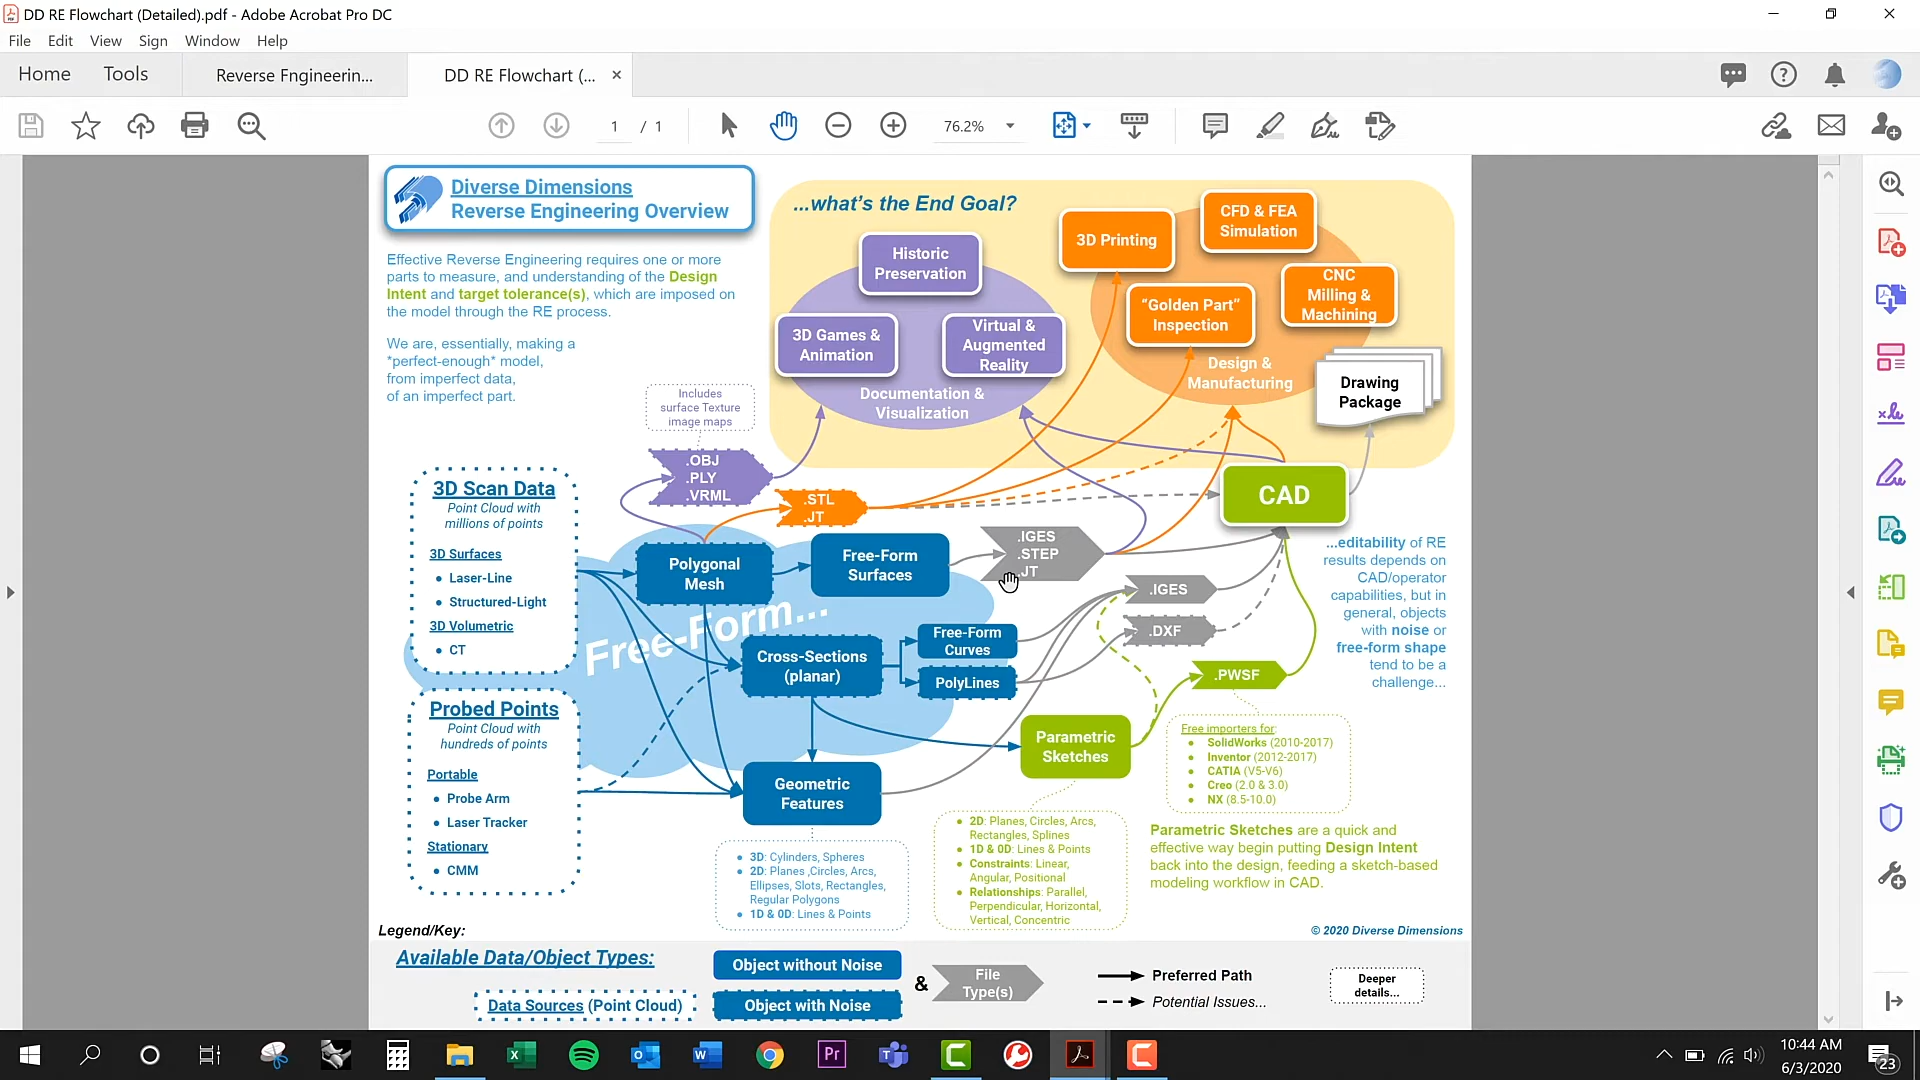 DD RE Flowchart (Detailed).pdf - Adobe Acrobat Pro DC
File Edit View Sign Window Help
Home Tools Reverse Fngineerin... DD RE Flowchart (... ×
1 / 1 76.2%
Diverse Dimensions
Reverse Engineering Overview
Effective Reverse Engineering requires one or more
parts to measure, and understanding of the Design
Intent and target tolerance(s), which are imposed on
the model through the RE process.
We are, essentially, making a
*perfect-enough* model,
from imperfect data,
of an imperfect part.
...what's the End Goal?
Historic
Preservation
3D Games &
Animation
Virtual &
Augmented
Reality
Documentation &
Visualization
3D Printing
CFD & FEA
Simulation
CNC
Milling &
Machining
"Golden Part"
Inspection
Design &
Manufacturing
Drawing
Package
Includes
surface Texture
image maps
.OBJ
.PLY
.VRML
.STL
.JT
CAD
3D Scan Data
Point Cloud with
millions of points
3D Surfaces
● Laser-Line
● Structured-Light
3D Volumetric
● CT
Polygonal
Mesh
Free-Form
Surfaces
.IGES
.STEP
.JT
Free-Form...
.IGES
.DXF
...editability of RE
results depends on
CAD/operator
capabilities, but in
general, objects
with noise or
free-form shape
tend to be a
challenge...
Cross-Sections
(planar)
Free-Form
Curves
PolyLines
.PWSF
Probed Points
Point Cloud with
hundreds of points
Portable
● Probe Arm
● Laser Tracker
Stationary
● CMM
Geometric
Features
Parametric
Sketches
Free importers for:
● SolidWorks (2010-2017)
● Inventor (2012-2017)
● CATIA (V5-V6)
● Creo (2.0 & 3.0)
● NX (8.5-10.0)
● 3D: Cylinders, Spheres
● 2D: Planes ,Circles, Arcs,
Ellipses, Slots, Rectangles,
Regular Polygons
● 1D & 0D: Lines & Points
● 2D: Planes, Circles, Arcs,
Rectangles, Splines
● 1D & 0D: Lines & Points
● Constraints: Linear,
Angular, Positional
● Relationships: Parallel,
Perpendicular, Horizontal,
Vertical, Concentric
Parametric Sketches are a quick and
effective way begin putting Design Intent
back into the design, feeding a sketch-based
modeling workflow in CAD.
© 2020 Diverse Dimensions
Legend/Key:
Available Data/Object Types:
Data Sources (Point Cloud)
Object without Noise
Object with Noise
&
File
Type(s)
Preferred Path
Potential Issues...
Deeper
details...
10:44 AM
6/3/2020
23